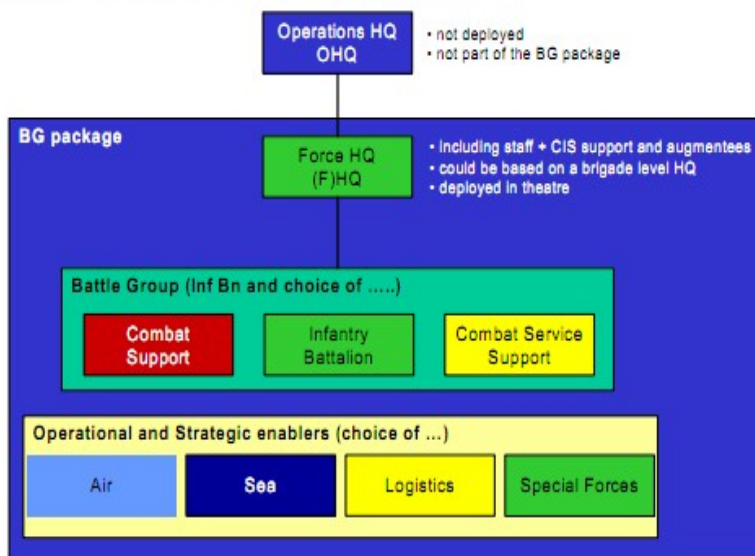 Operations HQ
OHQ
• not deployed
• not part of the BG package
BG package
Force HQ
(F)HQ
• including staff + CIS support and augmentees
• could be based on a brigade level HQ
• deployed in theatre
Battle Group (Inf Bn and choice of .....)
Combat
Support
Infantry
Battalion
Combat Service
Support
Operational and Strategic enablers (choice of ...)
Air
Sea
Logistics
Special Forces